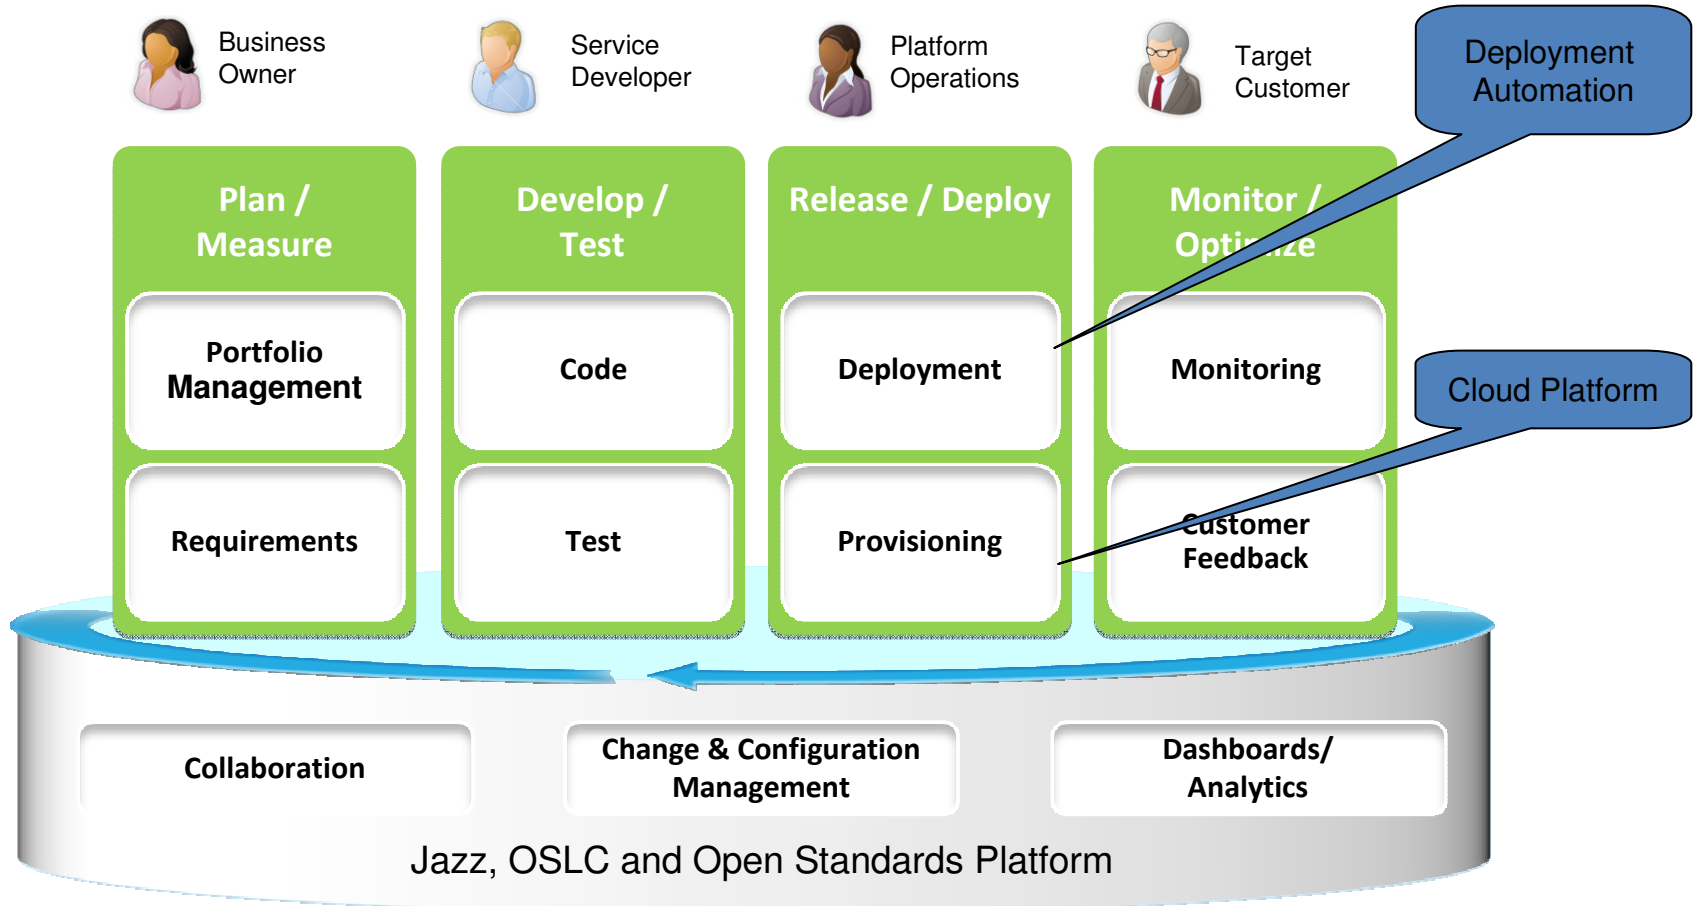 Business
Owner
Service
Developer
Platform
Operations
Target
Customer
Deployment
Automation
Plan /
Measure
Develop /
Test
Release / Deploy
Monitor /
Optimize
Portfolio
Management
Code
Deployment
Monitoring
Cloud Platform
Requirements
Test
Provisioning
Customer
Feedback
Collaboration
Change & Configuration
Management
Dashboards/
Analytics
Jazz, OSLC and Open Standards Platform